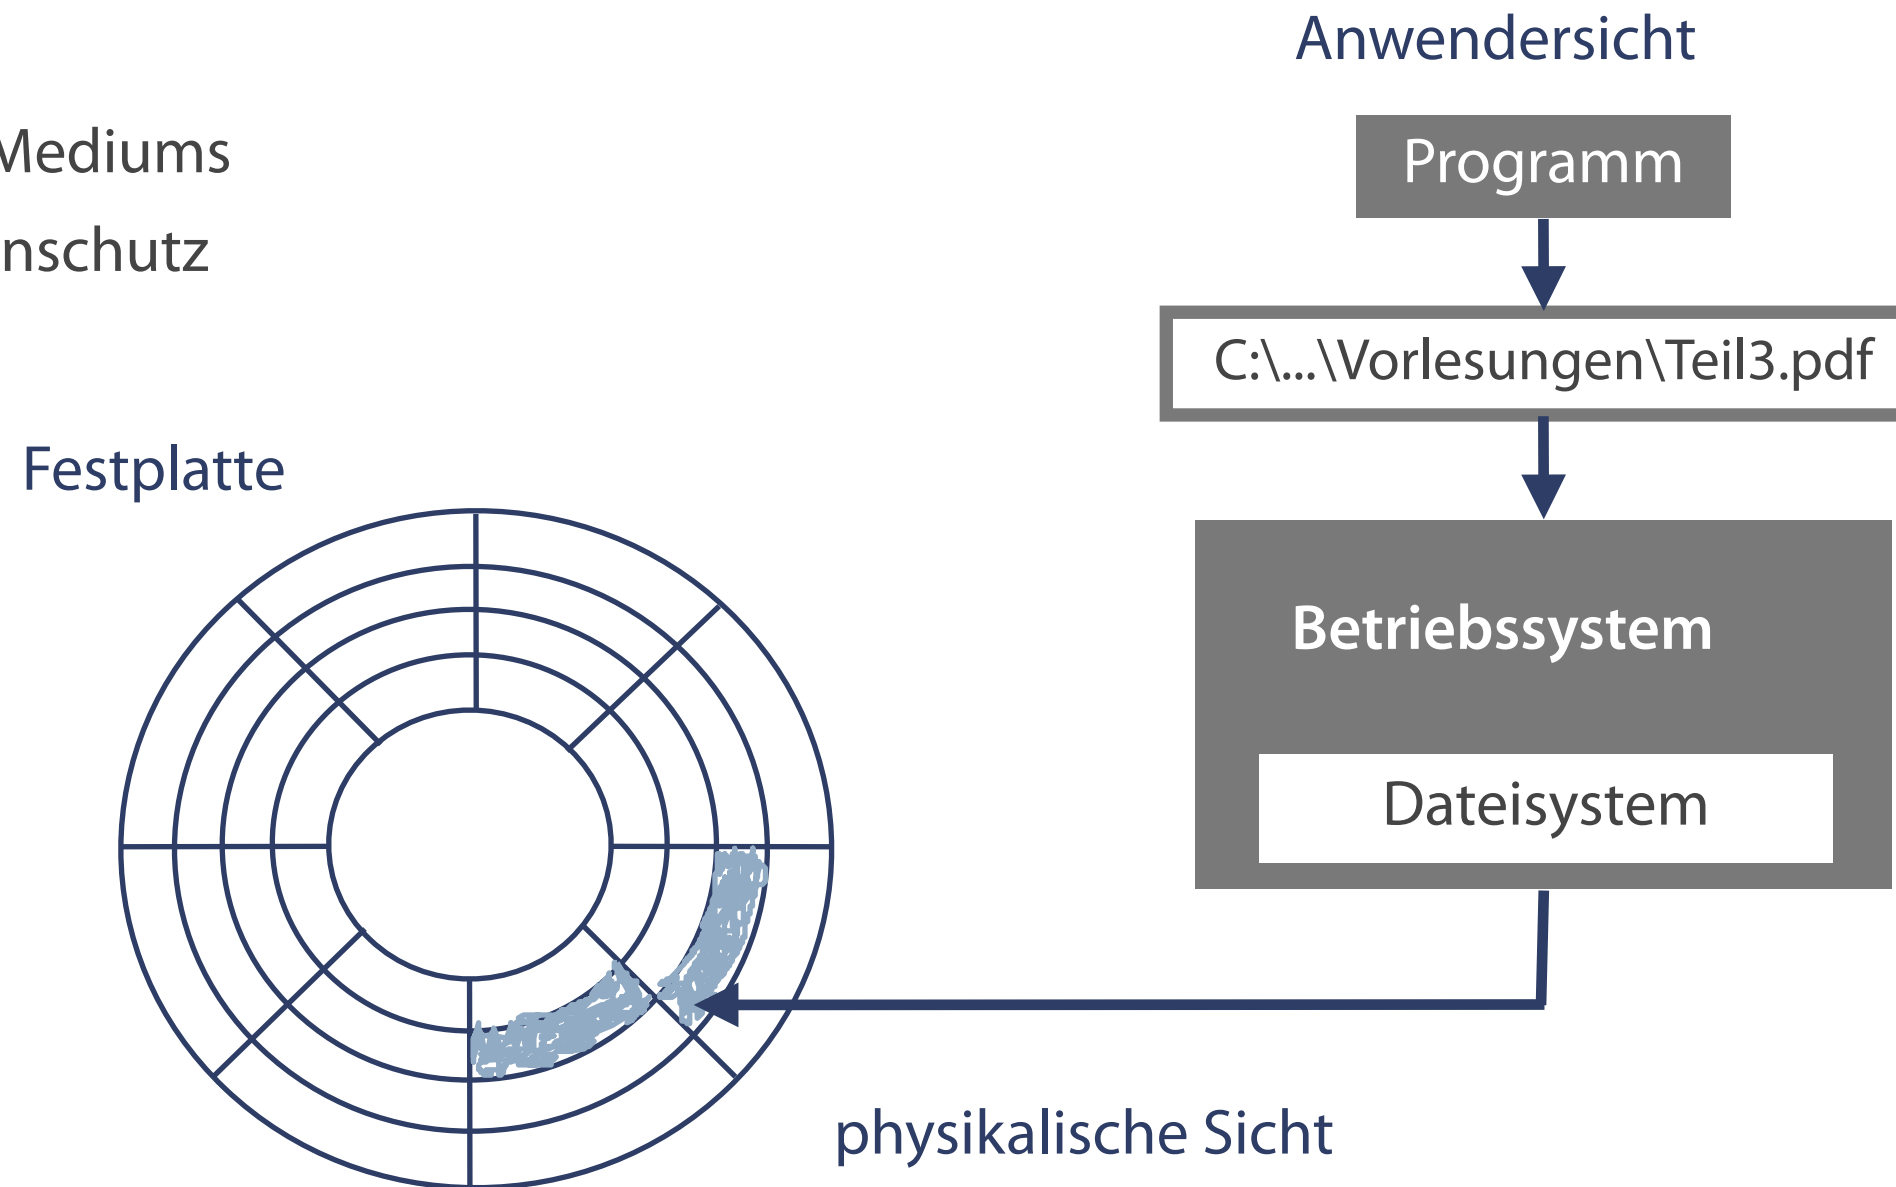 Anwendersicht
Mediums
nschutz
Programm
C:\...\Vorlesungen\Teil3.pdf
Festplatte
Betriebssystem
Dateisystem
physikalische Sicht